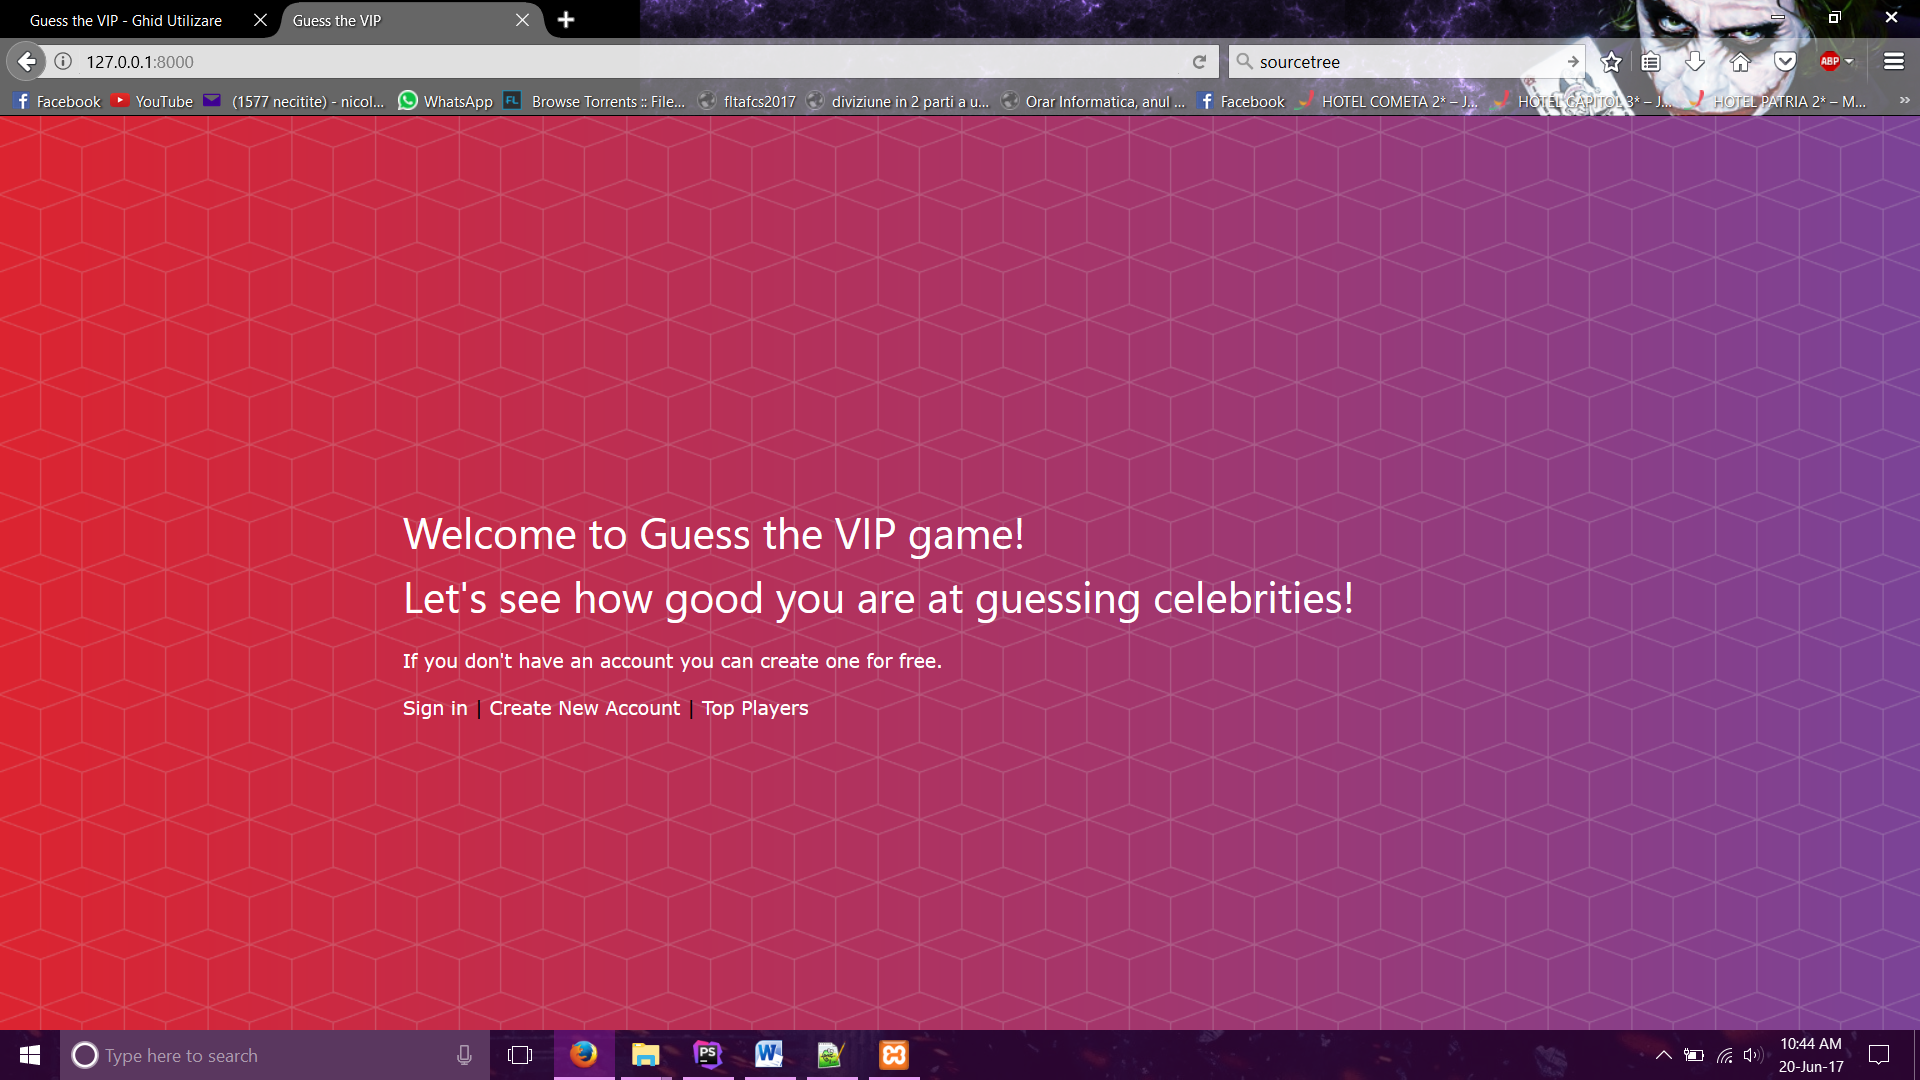 Guess the VIP - Ghid Utilizare
Guess the VIP
127.0.0.1:8000
sourcetree
ABP
Facebook
YouTube
(1577 necitite) - nicol...
WhatsApp
FL
Browse Torrents :: File...
fltafcs2017
diviziune in 2 parti a u...
Orar Informatica, anul ...
Facebook
HOTEL COMETA 2* – J...
HOTEL CAPITOL 3* – J...
HOTEL PATRIA 2* – M...
Welcome to Guess the VIP game!
Let's see how good you are at guessing celebrities!
If you don't have an account you can create one for free.
Sign in | Create New Account | Top Players
Type here to search
PS
W
10:44 AM
20-Jun-17